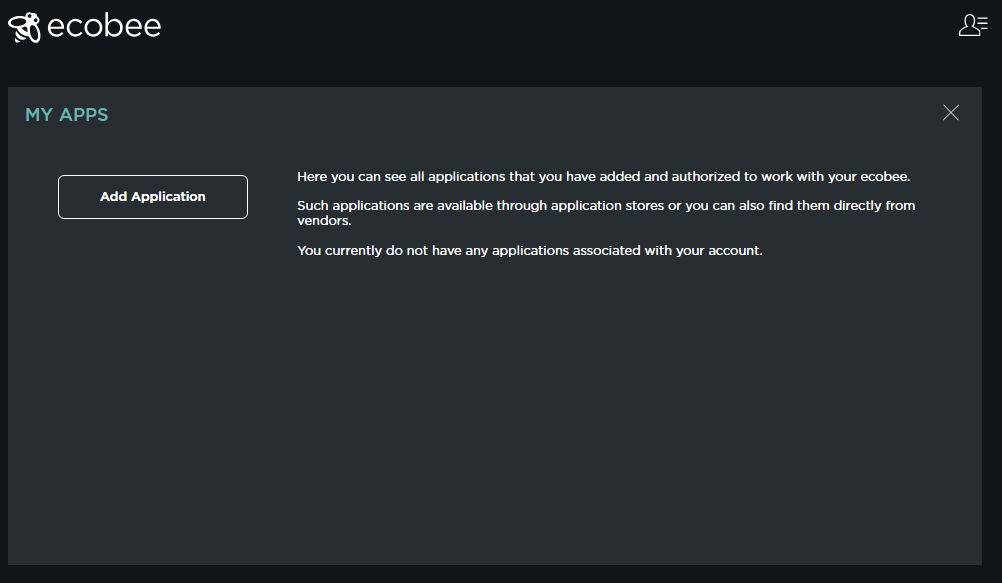 ecobee
MY APPS
Add Application
Here you can see all applications that you have added and authorized to work with your ecobee.
Such applications are available through application stores or you can also find them directly from
vendors.
You currently do not have any applications associated with your account.